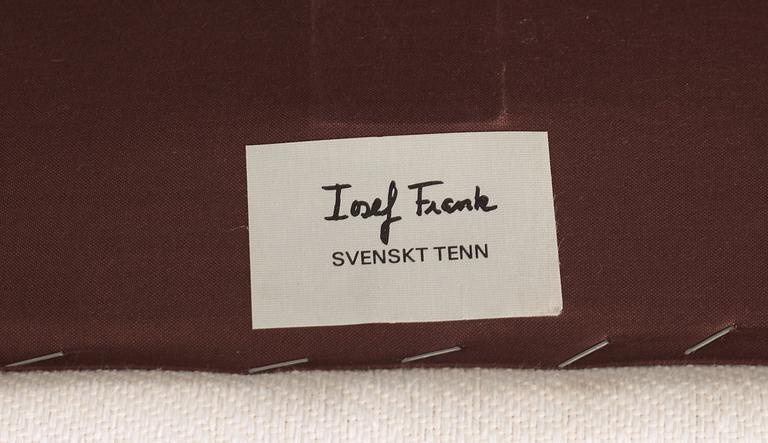 Josef Frank
SVENSKT TENN